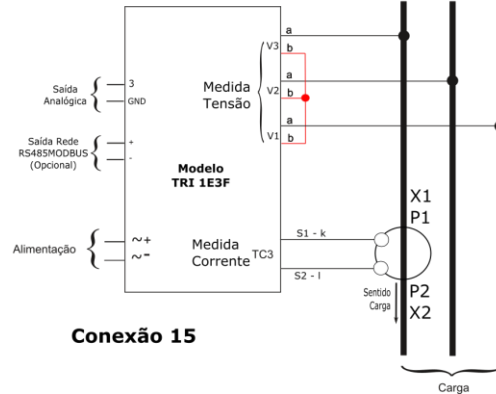 a
V3
b
a
V2
b
a
V1
b
Medida
Tensão
Saída
Analógica
3
GND
Saída Rede
RS485MODBUS
(Opcional)
+
-
Modelo
TRI 1E3F
Alimentação
~+
~-
Medida
Corrente
TC3
S1 - k
S2 - l
X1
P1
P2
X2
Sentido
Carga
Conexão 15
Carga